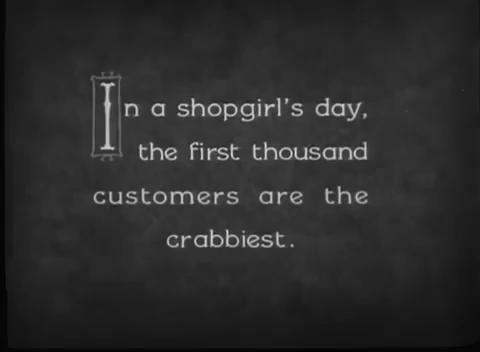 In a shopgirl's day,
the first thousand
customers are the
crabbiest.